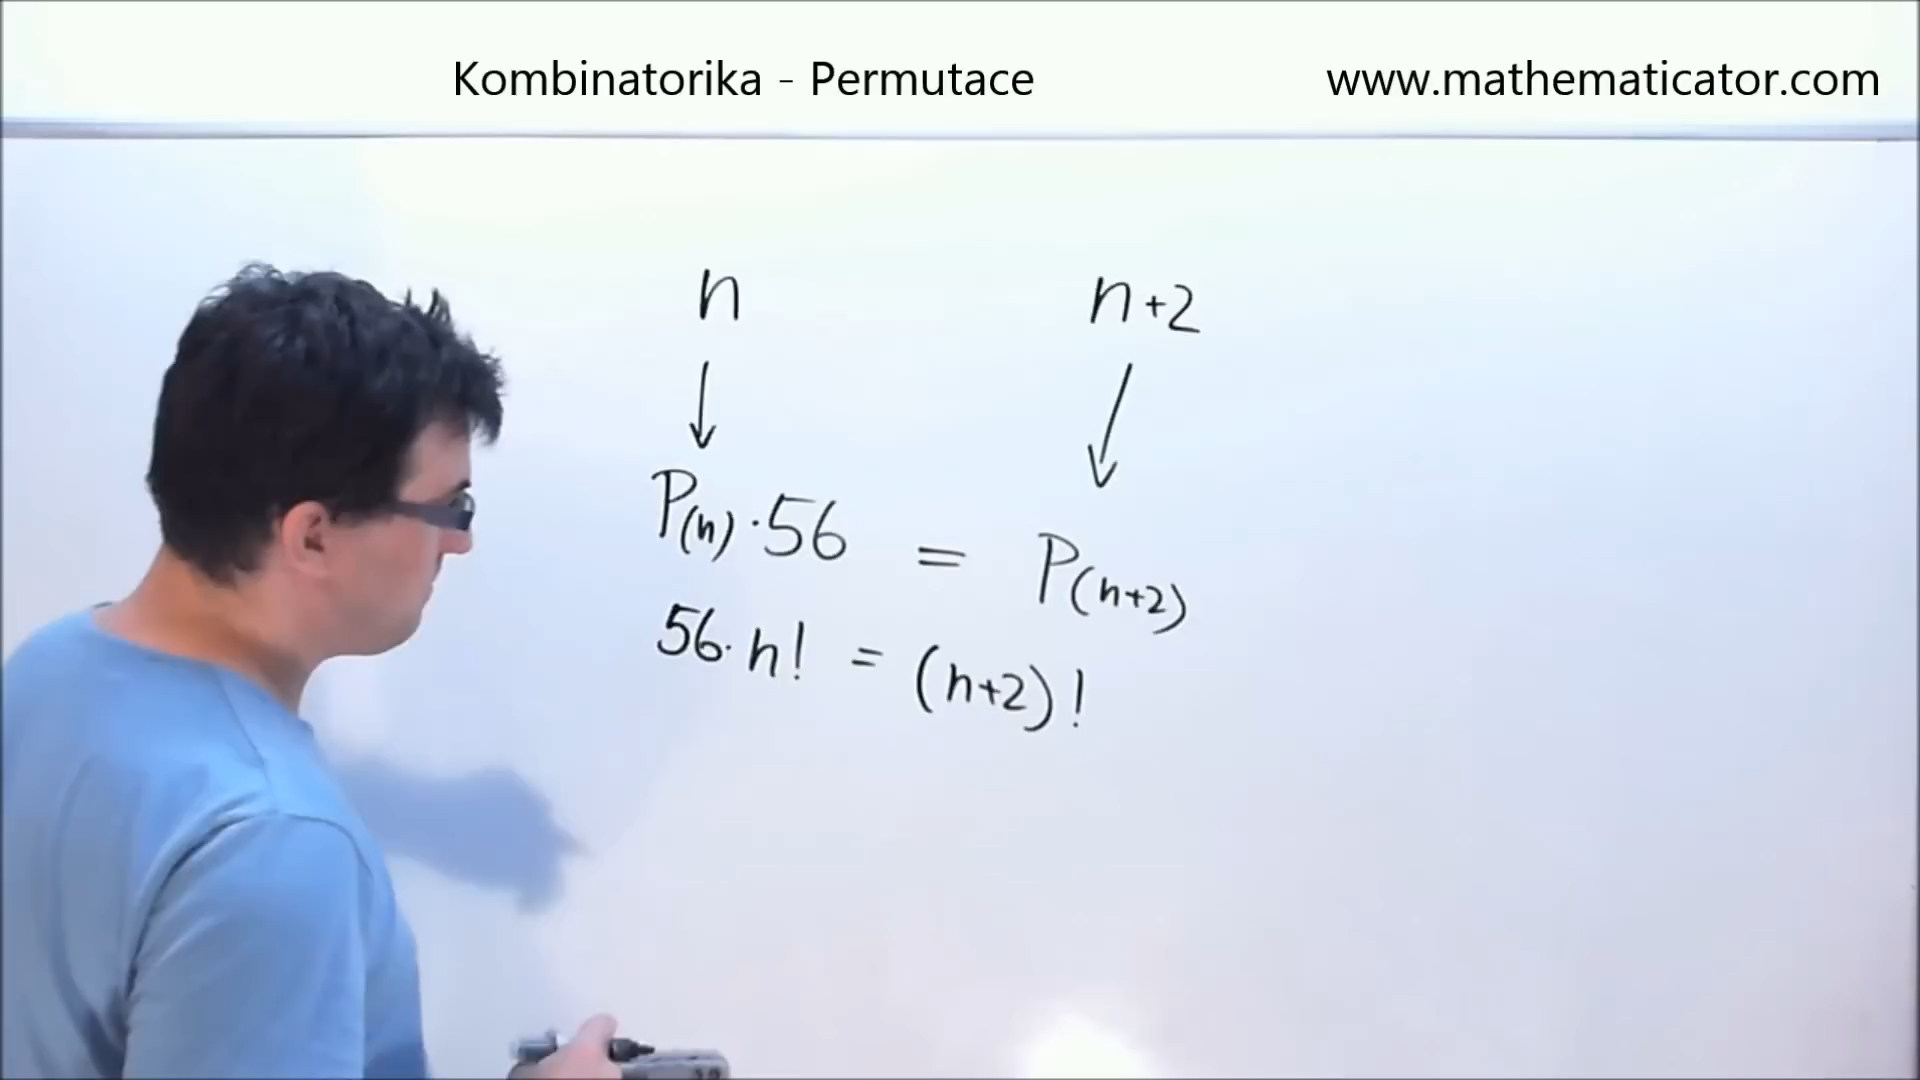 Kombinatorika - Permutace
www.mathematicator.com
n
n+2
P(n)·56 = P(n+2)
56·n! = (n+2)!